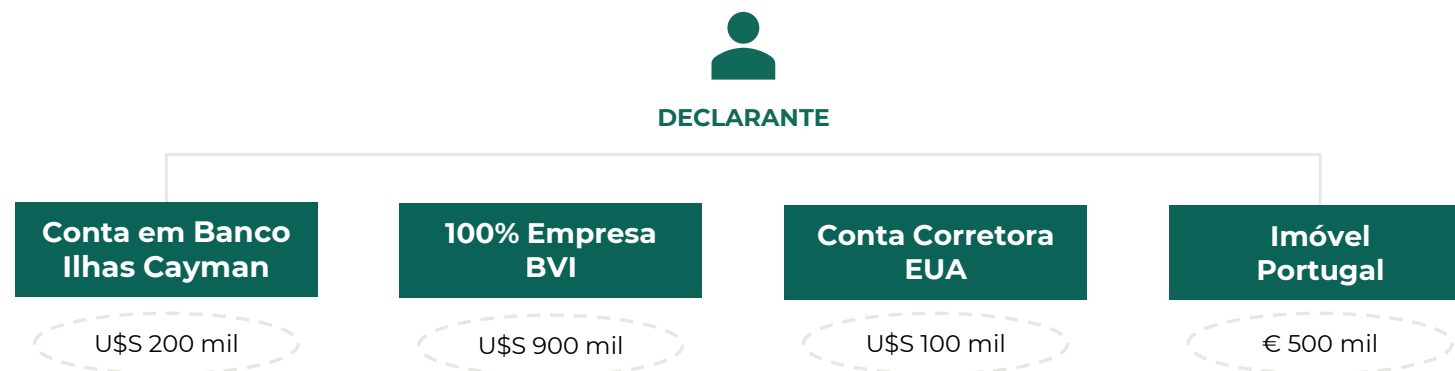 DECLARANTE
Conta em Banco
Ilhas Cayman
100% Empresa
BVI
Conta Corretora
EUA
Imóvel
Portugal
U$S 200 mil
U$S 900 mil
U$S 100 mil
€ 500 mil